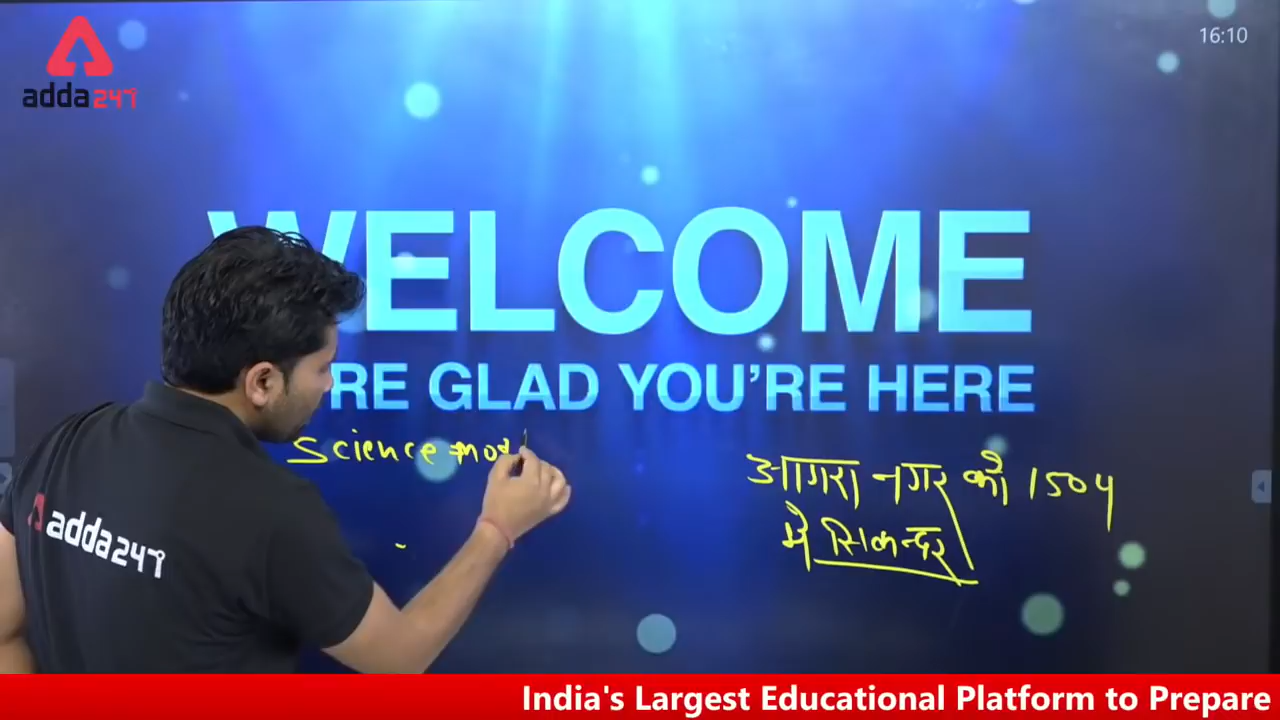 adda247
16:10
WELCOME
RE GLAD YOU'RE HERE
Science
आगरा नगर को 1504
में सिकन्दर
adda247
India's Largest Educational Platform to Prepare